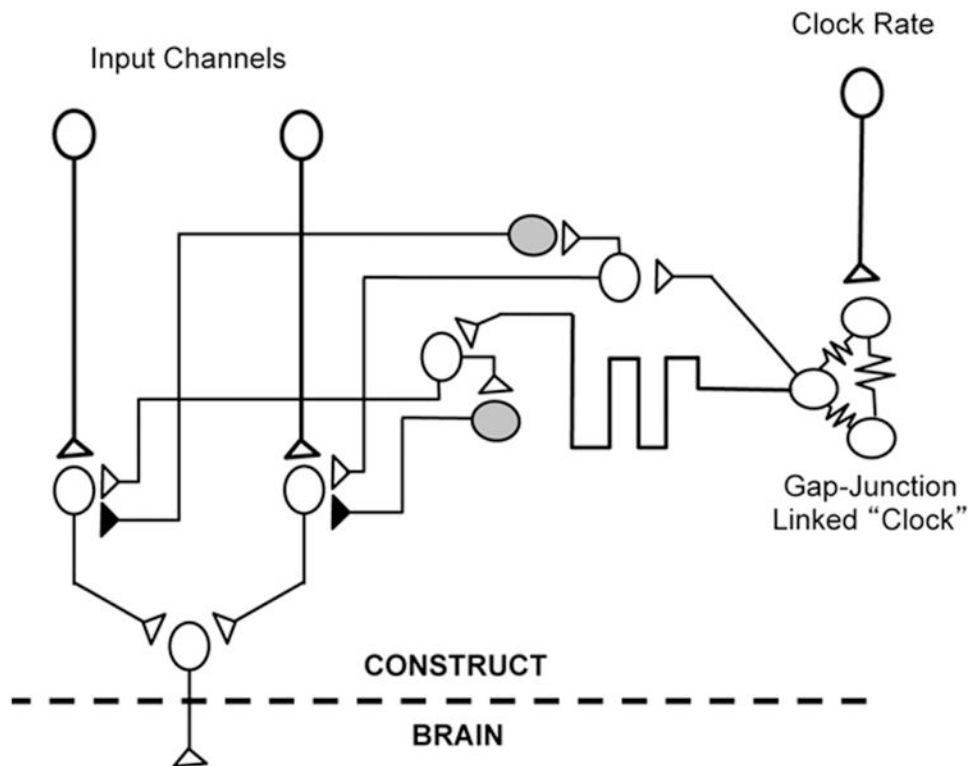 Input Channels
Clock Rate
Gap-Junction
Linked “Clock”
CONSTRUCT
BRAIN